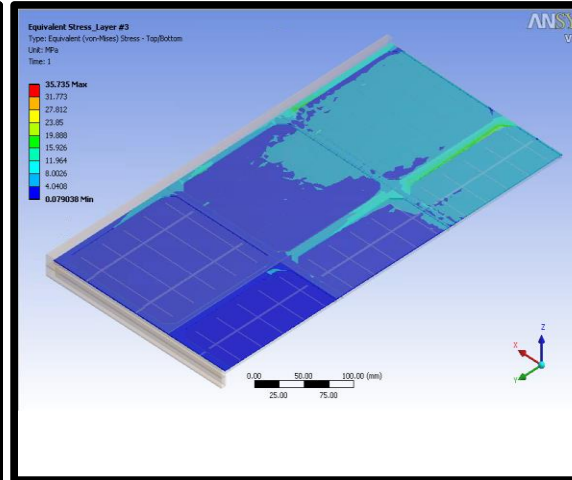 Equivalent Stress_Layer #3
Type: Equivalent (von-Mises) Stress - Top/Bottom
Unit: MPa
Time: 1
35.735 Max
31.773
27.812
23.85
19.888
15.926
11.964
8.0026
4.0408
0.079038 Min
ANSY
V
0.00 50.00 100.00 (mm)
25.00 75.00
X
Y
Z